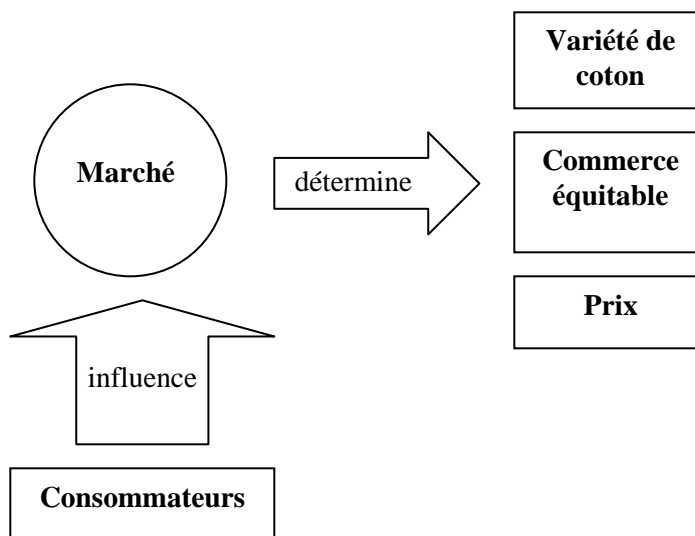 Variété de
coton
Marché
détermine
Commerce
équitable
Prix
influence
Consommateurs